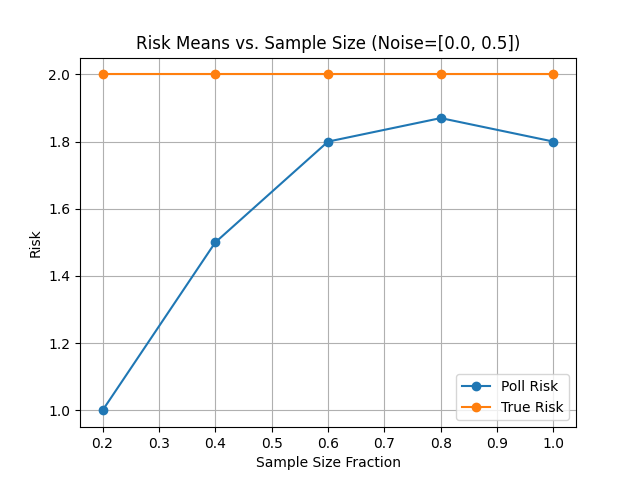 Risk Means vs. Sample Size (Noise=[0.0, 0.5])
2.0
1.8
1.6
1.4
1.2
1.0
Risk
0.2 0.3 0.4 0.5 0.6 0.7 0.8 0.9 1.0
Sample Size Fraction
Poll Risk
True Risk